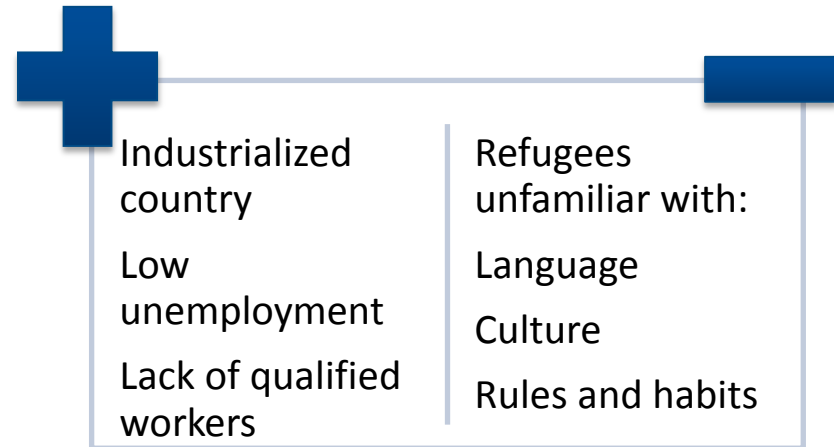 Industrialized
country
Low
unemployment
Lack of qualified
workers
Refugees
unfamiliar with:
Language
Culture
Rules and habits